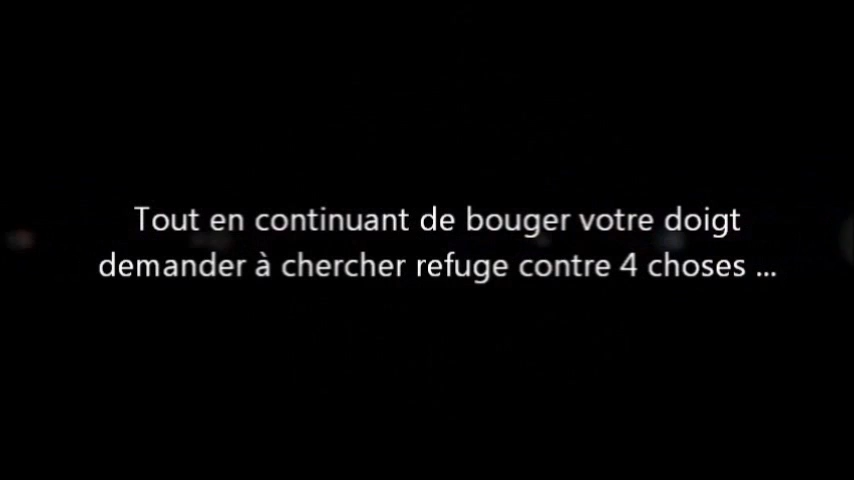 Tout en continuant de bouger votre doigt
demander à chercher refuge contre 4 choses ...